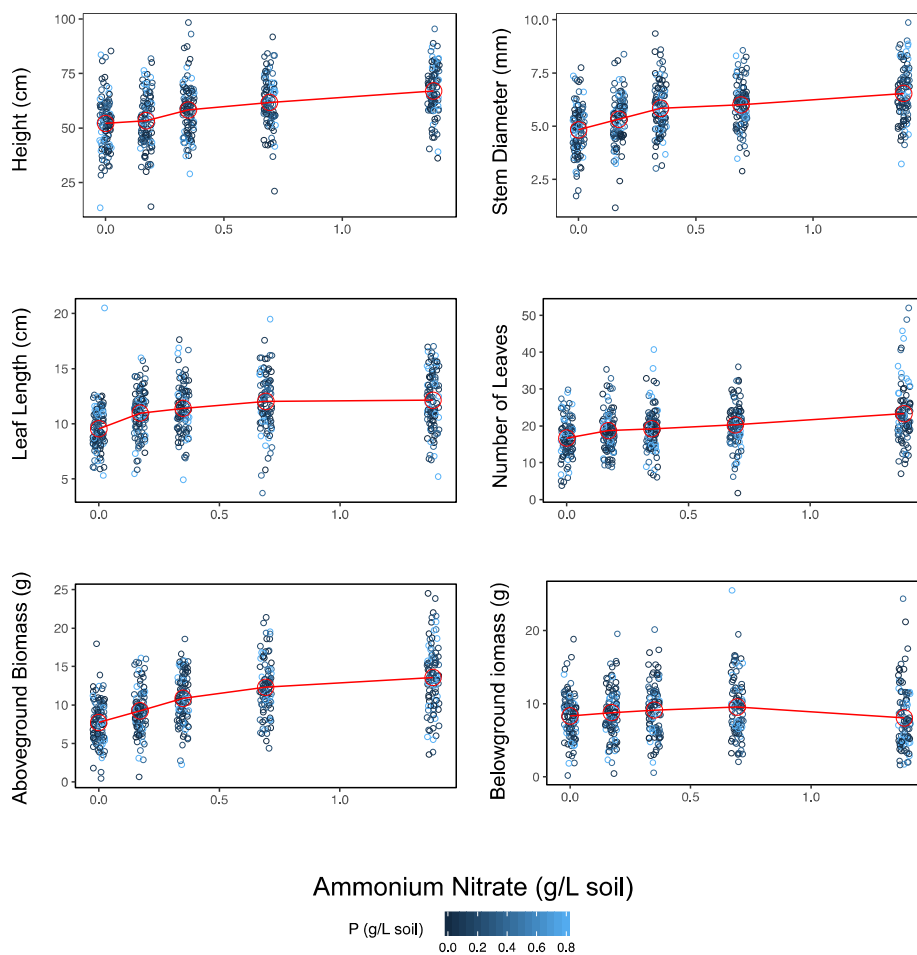 Height (cm)
100
75
50
25
0.0 0.5 1.0
Stem Diameter (mm)
10.0
7.5
5.0
2.5
0.0 0.5 1.0
Leaf Length (cm)
20
15
10
5
0.0 0.5 1.0
Number of Leaves
50
40
30
20
10
0
0.0 0.5 1.0
Aboveground Biomass (g)
25
20
15
10
5
0
0.0 0.5 1.0
Belowground iomass (g)
20
10
0
0.0 0.5 1.0
Ammonium Nitrate (g/L soil)
P (g/L soil)
0.0 0.2 0.4 0.6 0.8